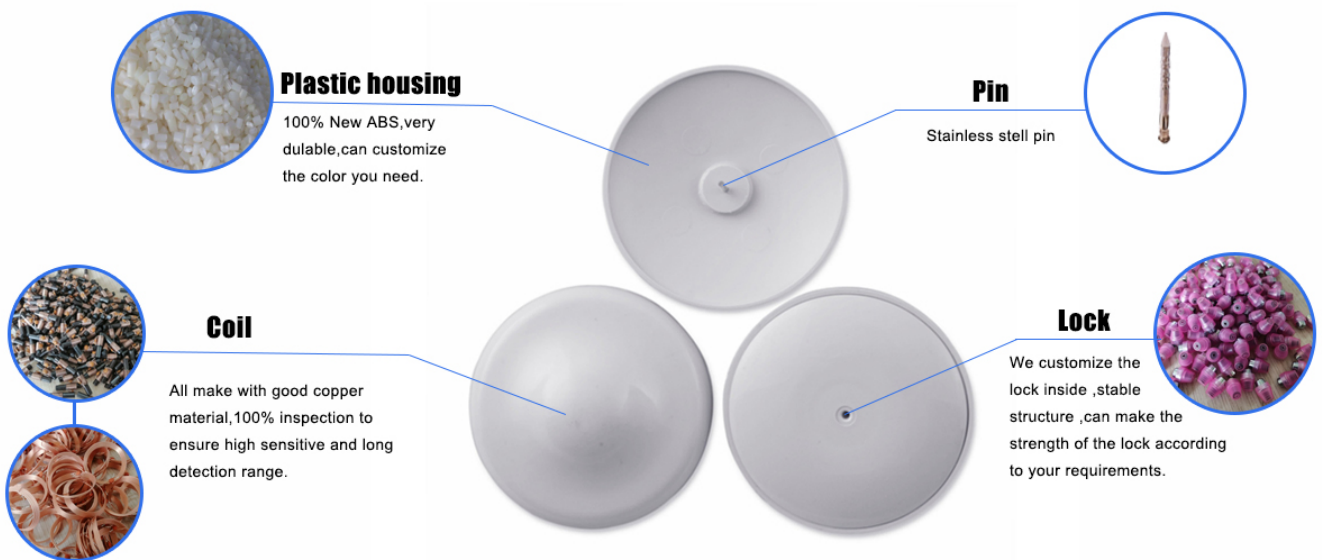 Plastic housing
100% New ABS,very
dulable,can customize
the color you need.
Pin
Stainless stell pin
Coil
All make with good copper
material,100% inspection to
ensure high sensitive and long
detection range.
Lock
We customize the
lock inside ,stable
structure ,can make the
strength of the lock according
to your requirements.